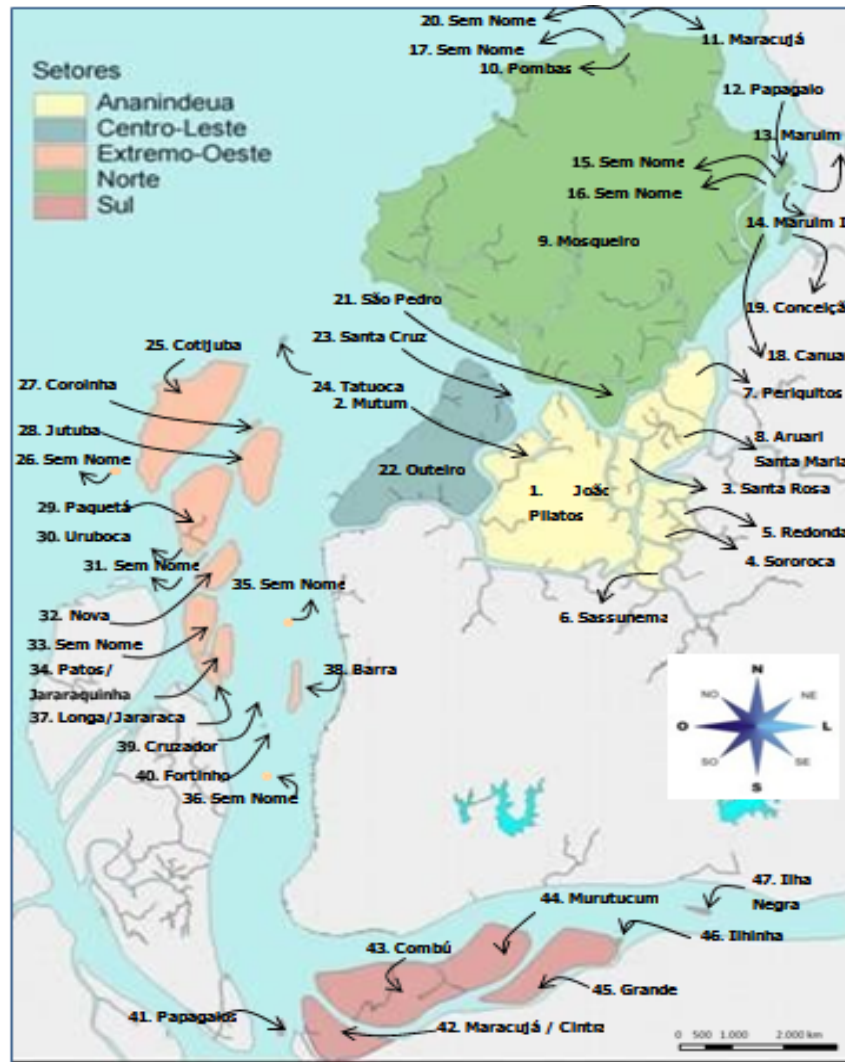 20. Sem Nome
17. Sem Nome
10. Pombas
11. Maracujá
Setores
Ananindeua
Centro-Leste
Extremo-Oeste
Norte
Sul
12. Papagaio
13. Maruim
15. Sem Nome
16. Sem Nome
14. Maruim I
9. Mosqueiro
19. Conceiçã
18. Canuar
21. São Pedro
23. Santa Cruz
25. Cotijuba
24. Tatuoca
2. Mutum
27. Coroinha
28. Jutuba
26. Sem Nome
7. Periquitos
8. Aruari
Santa Maria
22. Outeiro
1. João
Pilatos
3. Santa Rosa
29. Paquetá
30. Uruboca
5. Redonda
4. Sororoca
31. Sem Nome
35. Sem Nome
6. Sassunema
32. Nova
33. Sem Nome
34. Patos/
Jararaquinha
38. Barra
37. Longa/Jararaca
39. Cruzador
40. Fortinho
36. Sem Nome
N
NO
NE
O
L
SO
SE
S
47. Ilha
Negra
44. Murutucum
46. Ilhinha
43. Combú
45. Grande
41. Papagaios
42. Maracujá / Cintra
0 500 1.000 2.000 km